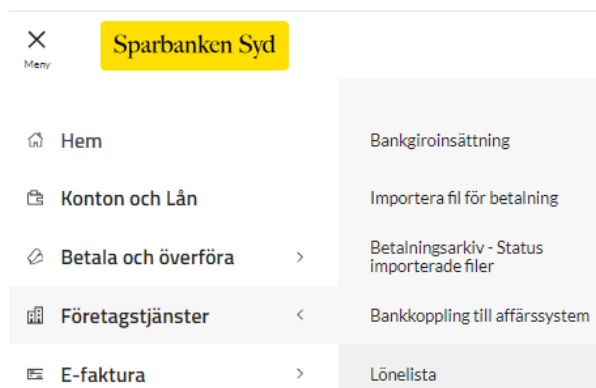 Meny
Sparbanken Syd
Hem
Konton och Lån
Betala och överföra
Företagstjänster
E-faktura
Bankgiroinsättning
Importera fil för betalning
Betalningsarkiv - Status
importerade filer
Bankkoppling till affärssystem
Lönelista